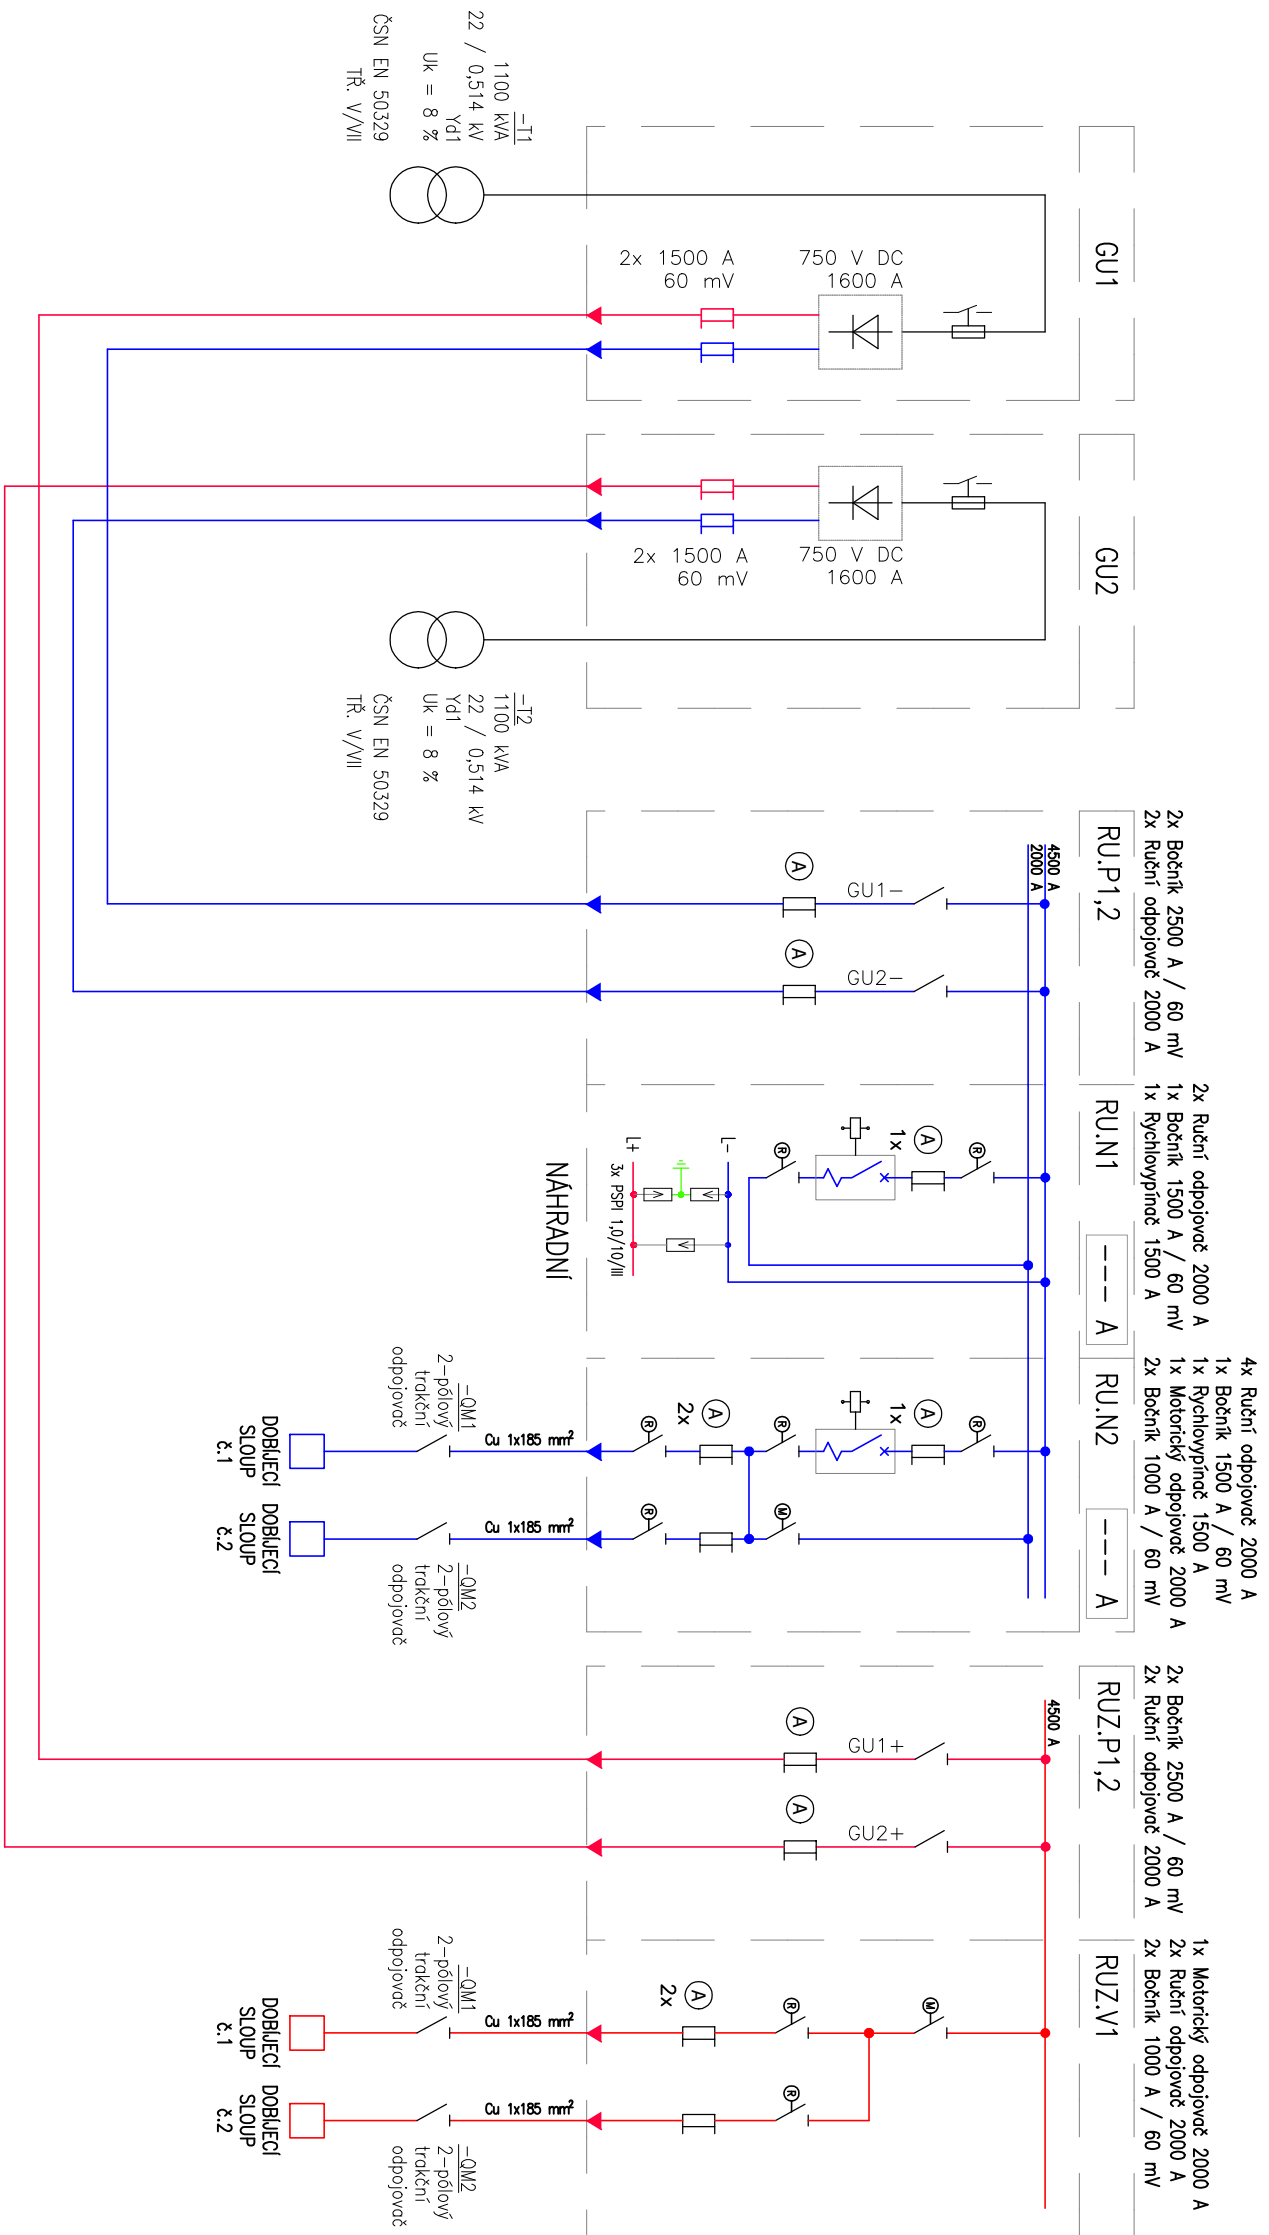 -T1
1100 kVA
22 / 0,514 kV
Yd1
Uk = 8 %
ČSN EN 50329
TŘ. V/VII
GU1
750 V DC
1600 A
2x 1500 A
60 mV
GU2
750 V DC
1600 A
2x 1500 A
60 mV
-T2
1100 kVA
22 / 0,514 kV
Yd1
Uk = 8 %
ČSN EN 50329
TŘ. V/VII
2x Bočník 2500 A / 60 mV
2x Ruční odpojovač 2000 A
RU.P1,2
4500 A
2000 A
A
GU1-
A
GU2-
2x Ruční odpojovač 2000 A
1x Bočník 1500 A / 60 mV
1x Rychlovypínač 1500 A
RU.N1
--- A
R
A
1x
R
L-
L+
3x PSPI 1,0/10/III
NÁHRADNÍ
4x Ruční odpojovač 2000 A
1x Bočník 1500 A / 60 mV
1x Rychlovypínač 1500 A
1x Motorický odpojovač 2000 A
2x Bočník 1000 A / 60 mV
RU.N2
--- A
R
A
1x
R
M
A
2x
R
R
Cu 1x185 mm²
Cu 1x185 mm²
-QM1
2-pólový
trakční
odpojovač
-QM2
2-pólový
trakční
odpojovač
DOBÍJECÍ
SLOUP
č.1
DOBÍJECÍ
SLOUP
č.2
2x Bočník 2500 A / 60 mV
2x Ruční odpojovač 2000 A
RUZ.P1,2
4500 A
A
GU1+
A
GU2+
1x Motorický odpojovač 2000 A
2x Ruční odpojovač 2000 A
2x Bočník 1000 A / 60 mV
RUZ.V1
M
R
R
A
2x
Cu 1x185 mm²
Cu 1x185 mm²
-QM1
2-pólový
trakční
odpojovač
-QM2
2-pólový
trakční
odpojovač
DOBÍJECÍ
SLOUP
č.1
DOBÍJECÍ
SLOUP
č.2